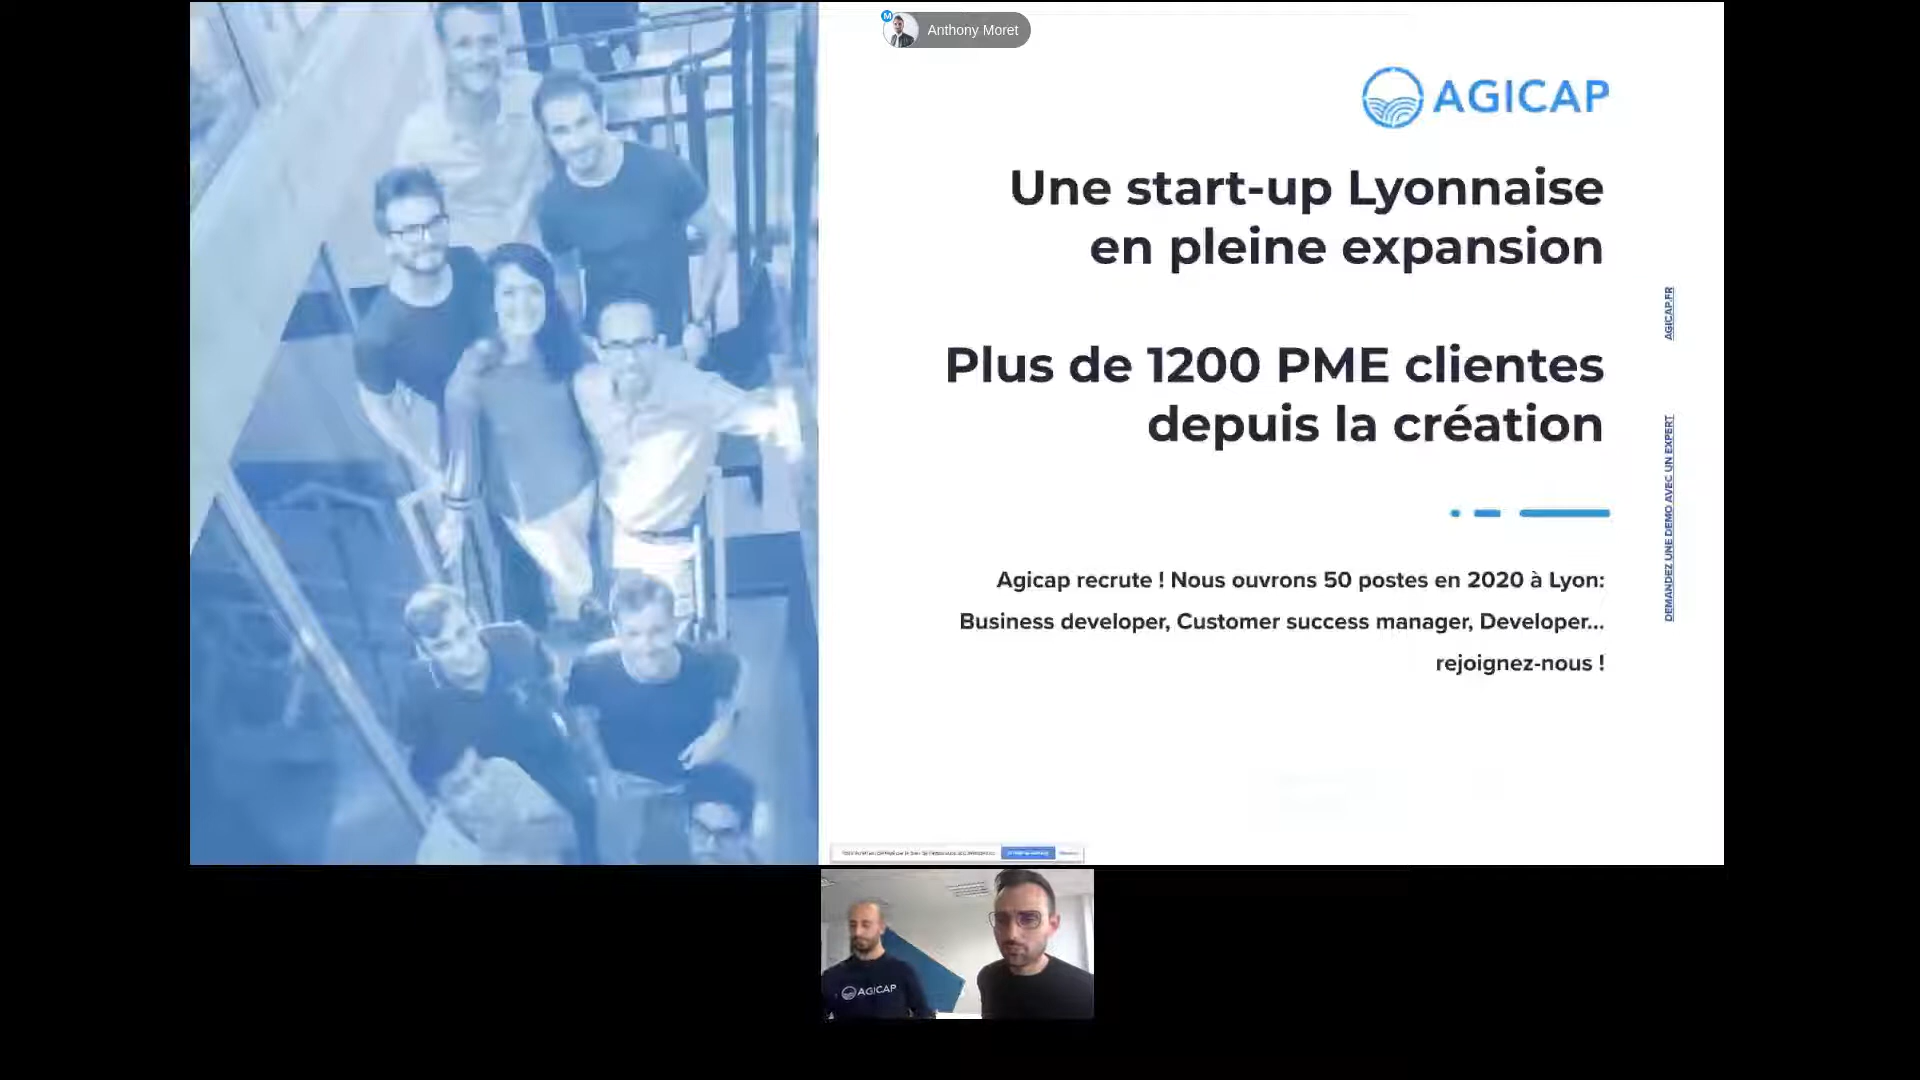 M
Anthony Moret
AGICAP
Une start-up Lyonnaise
en pleine expansion
Plus de 1200 PME clientes
depuis la création
Agicap recrute ! Nous ouvrons 50 postes en 2020 à Lyon:
Business developer, Customer success manager, Developer...
rejoignez-nous !
AGICAP.FR
DEMANDEZ UNE DEMO AVEC UN EXPERT
AGICAP